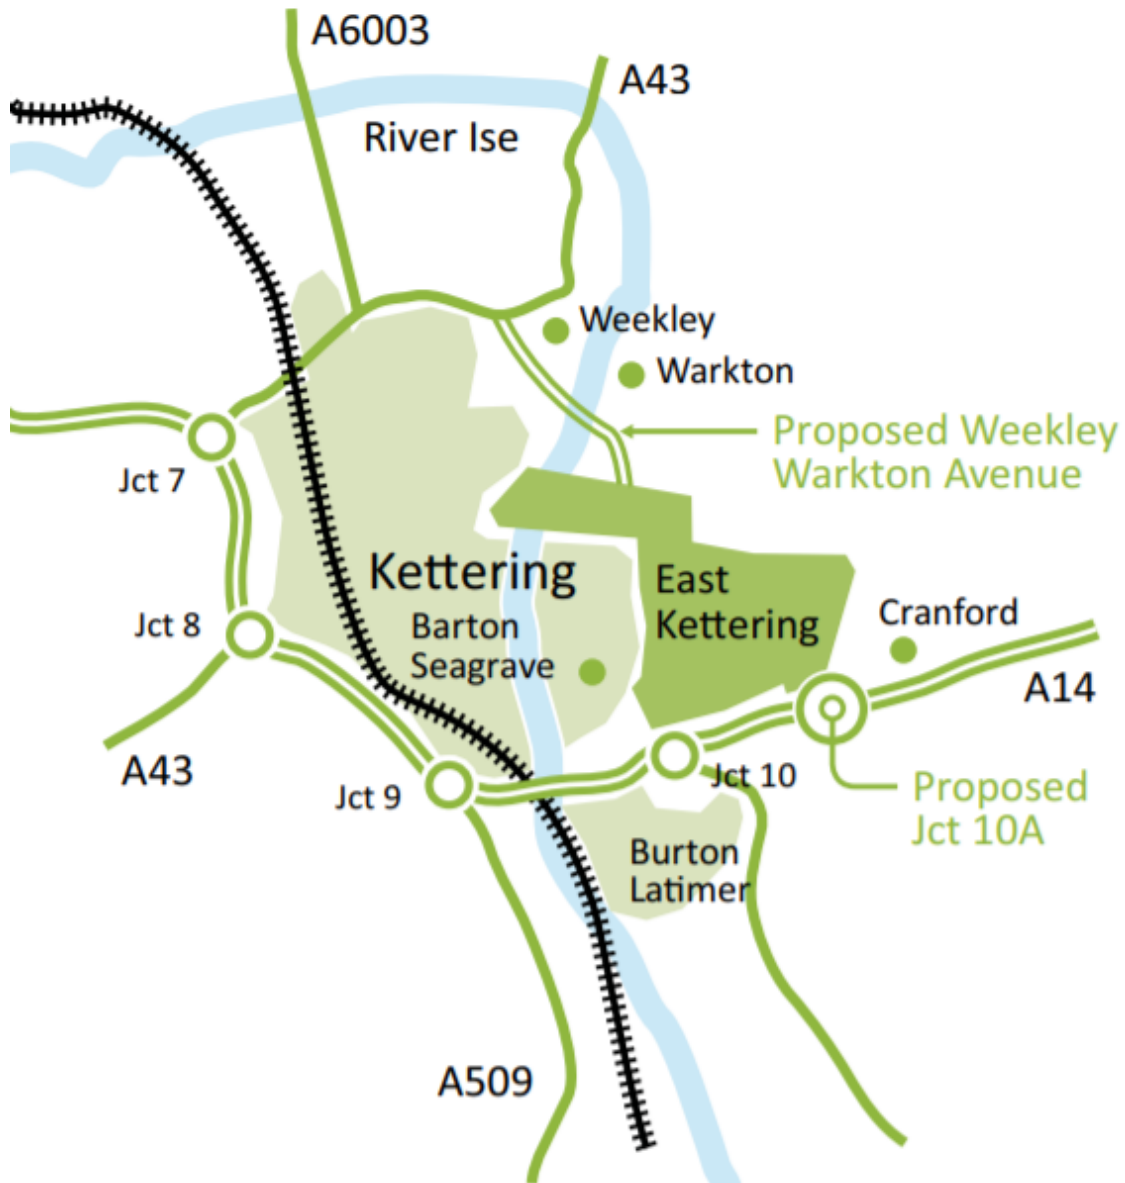 A6003
A43
River Ise
Weekley
Warkton
Proposed Weekley
Warkton Avenue
Jct 7
Kettering
East
Kettering
Jct 8
Barton
Seagrave
Cranford
A14
A43
Jct 9
Jct 10
Proposed
Jct 10A
Burton
Latimer
A509